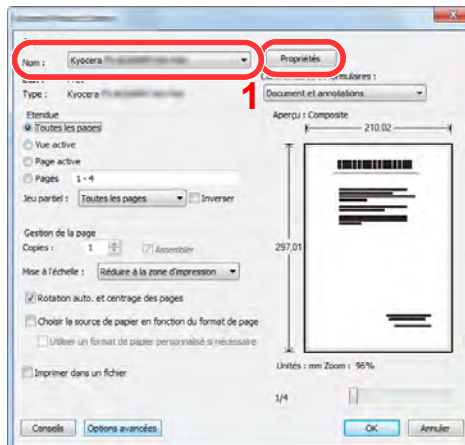 Nom : Kyocera
Propriétés
1
Type : Kyocera
Document et annotations
Etendue
Toutes les pages
Vue active
Page active
Pages 1 - 4
Jeu partiel : Toutes les pages Inverser
Aperçu : Composite
210,02
297,01
Gestion de la page
Copies : 1 Assembler
Mise à l'échelle : Réduire à la zone d'impression
Rotation auto. et centrage des pages
Choisir la source de papier en fonction du format de page
Utiliser un format de papier personnalisé si nécessaire
Imprimer dans un fichier
Unités : mm Zoom : 96%
1/4
Conseils
Options avancées
OK
Annuler